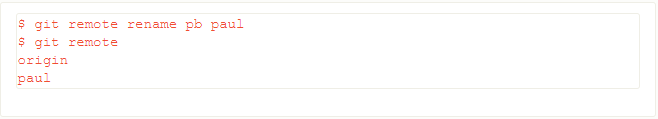 $ git remote rename pb paul
$ git remote
origin
paul